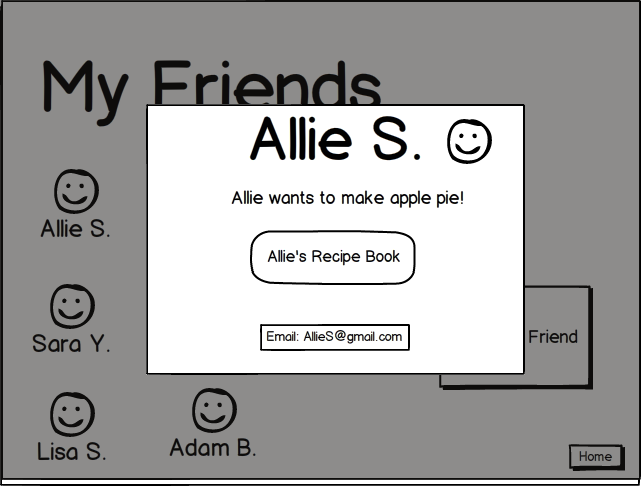 My Friends
Allie S.
Allie wants to make apple pie!
Allie's Recipe Book
Email: AllieS@gmail.com
Allie S.
Sara Y.
Friend
Lisa S.
Adam B.
Home